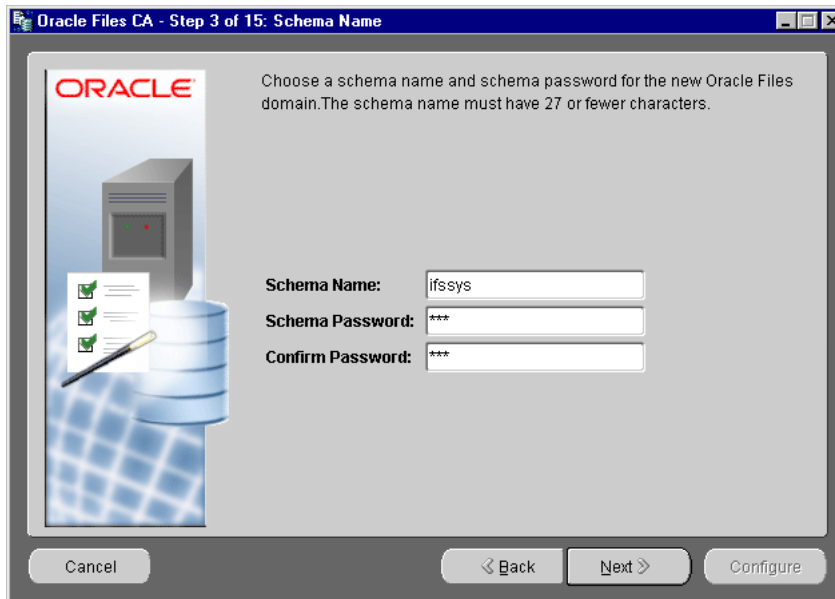 Oracle Files CA - Step 3 of 15: Schema Name
ORACLE
Choose a schema name and schema password for the new Oracle Files
domain.The schema name must have 27 or fewer characters.
Schema Name: ifssys
Schema Password: ***
Confirm Password: ***
Cancel
Back
Next
Configure